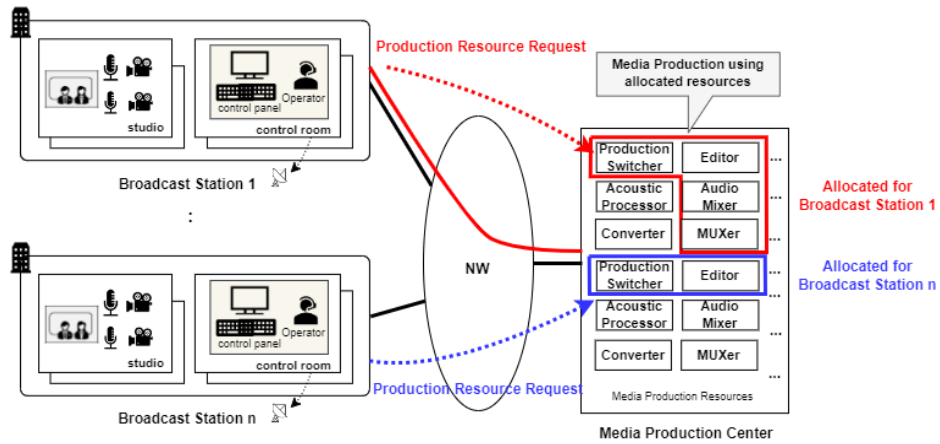 Production Resource Request
Media Production using
allocated resources
control panel
Operator
studio
control room
Broadcast Station 1
:
NW
Production
Switcher
Editor
...
Acoustic
Processor
Audio
Mixer
...
Converter
MUXer
...
Allocated for
Broadcast Station 1
Production
Switcher
Editor
...
Allocated for
Broadcast Station n
...
Acoustic
Processor
Audio
Mixer
...
Converter
MUXer
...
Media Production Resources
Media Production Center
control panel
Operator
studio
control room
Production Resource Request
Broadcast Station n